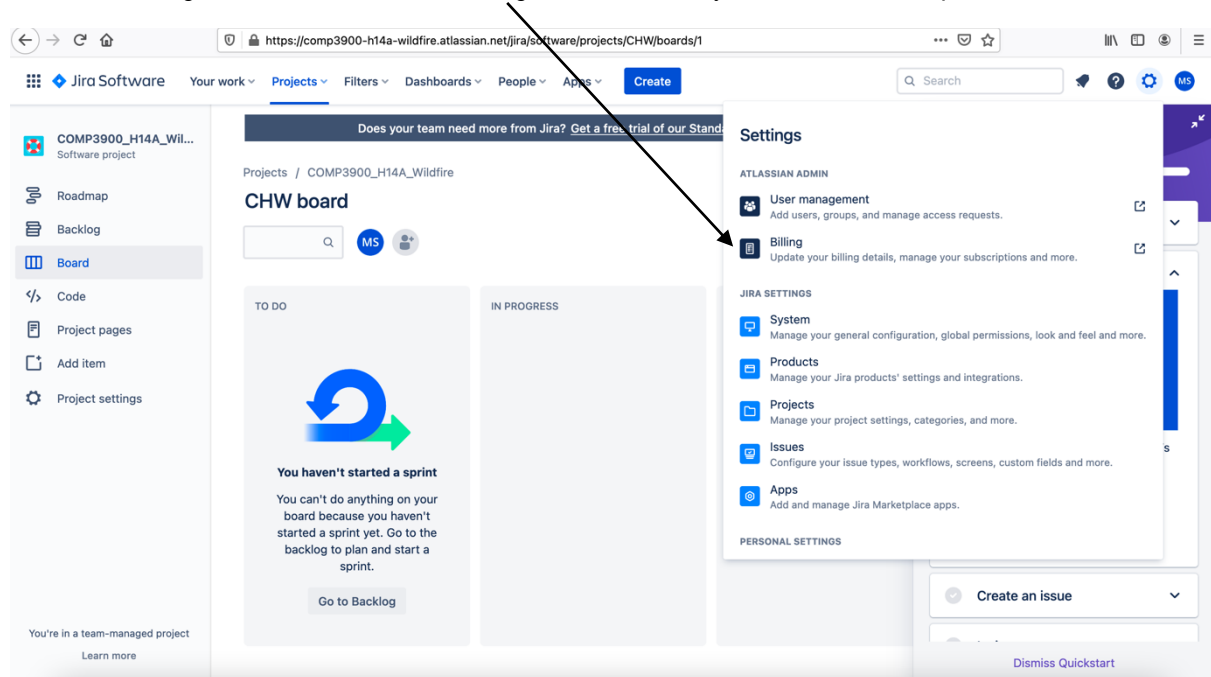 https://comp3900-h14a-wildfire.atlassian.net/jira/software/projects/CHW/boards/1
Jira Software Your work Projects Filters Dashboards People Apps Create Search MS
COMP3900_H14A_Wil...
Software project
Roadmap
Backlog
Board
Code
Project pages
Add item
Project settings
You're in a team-managed project
Learn more
Does your team need more from Jira? Get a free trial of our Stand
Projects / COMP3900_H14A_Wildfire
CHW board
MS
TO DO
You haven't started a sprint
You can't do anything on your
board because you haven't
started a sprint yet. Go to the
backlog to plan and start a
sprint.
Go to Backlog
IN PROGRESS
Settings
ATLASSIAN ADMIN
User management
Add users, groups, and manage access requests.
Billing
Update your billing details, manage your subscriptions and more.
JIRA SETTINGS
System
Manage your general configuration, global permissions, look and feel and more.
Products
Manage your Jira products' settings and integrations.
Projects
Manage your project settings, categories, and more.
Issues
Configure your issue types, workflows, screens, custom fields and more.
Apps
Add and manage Jira Marketplace apps.
PERSONAL SETTINGS
s
Create an issue
Dismiss Quickstart